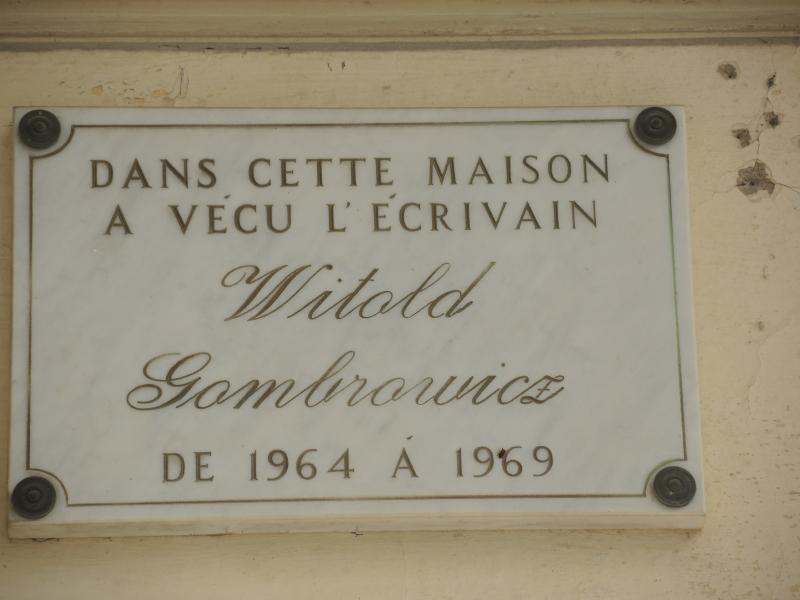 DANS CETTE MAISON
A VÉCU L'ÉCRIVAIN
Witold
Gombrowicz
DE 1964 À 1969